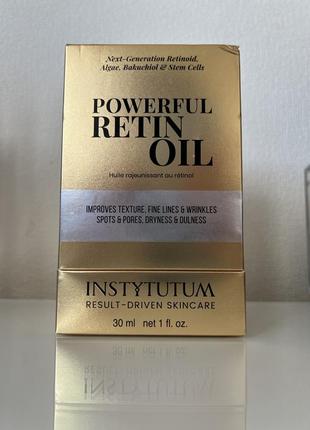 Next-Generation Retinoid,
Algae, Bakuchiol & Stem Cells
POWERFUL
RETIN
OIL
Huile rajeunissant au rétinol
IMPROVES TEXTURE, FINE LINES & WRINKLES
SPOTS & PORES, DRYNESS & DULNESS
INSTYTUTUM
RESULT-DRIVEN SKINCARE
30 ml net 1 fl. oz.